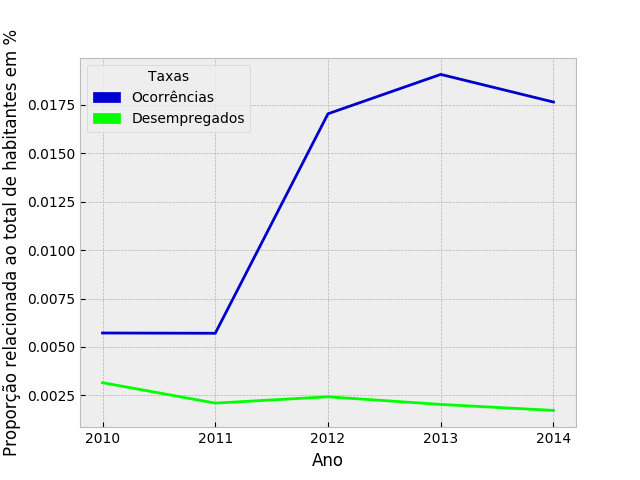 Proporção relacionada ao total de habitantes em %
Taxas
Ocorrências
Desempregados
0.0175
0.0150
0.0125
0.0100
0.0075
0.0050
0.0025
2010 2011 2012 2013 2014
Ano